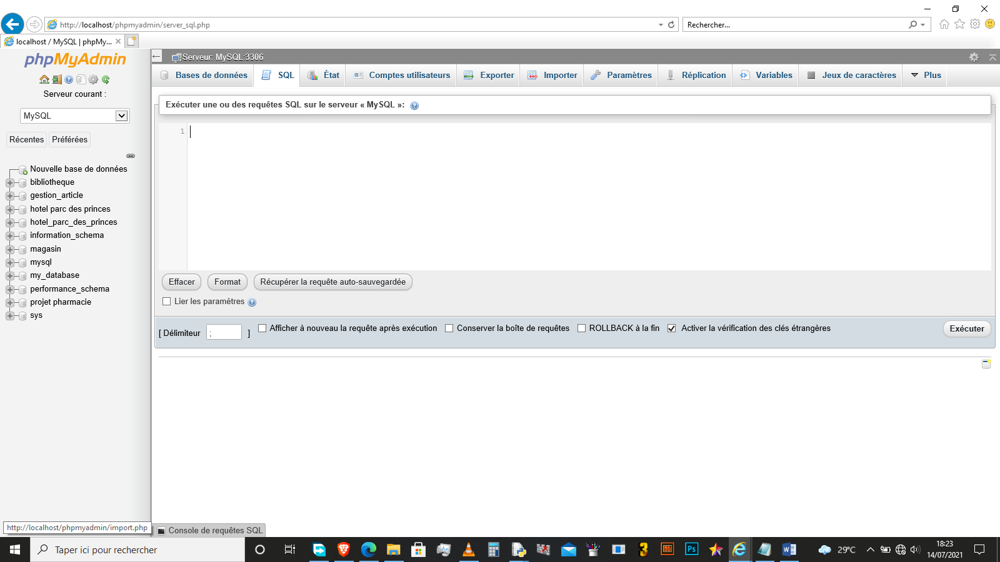 http://localhost/phpmyadmin/server_sql.php
Rechercher...
localhost / MySQL | phpMy...
phpMyAdmin
Serveur courant :
MySQL
Récentes
Préférées
Nouvelle base de données
bibliotheque
gestion_article
hotel parc des princes
hotel_parc_des_princes
information_schema
magasin
mysql
my_database
performance_schema
projet pharmacie
sys
http://localhost/phpmyadmin/import.php
Serveur: MySQL:3306
Bases de données
SQL
État
Comptes utilisateurs
Exporter
Importer
Paramètres
Réplication
Variables
Jeux de caractères
Plus
Exécuter une ou des requêtes SQL sur le serveur « MySQL »:
1
Effacer
Format
Récupérer la requête auto-sauvegardée
Lier les paramètres
[ Délimiteur ; ]
Afficher à nouveau la requête après exécution
Conserver la boîte de requêtes
ROLLBACK à la fin
Activer la vérification des clés étrangères
Exécuter
Console de requêtes SQL
Taper ici pour rechercher
Ps
29°C
18:23
14/07/2021